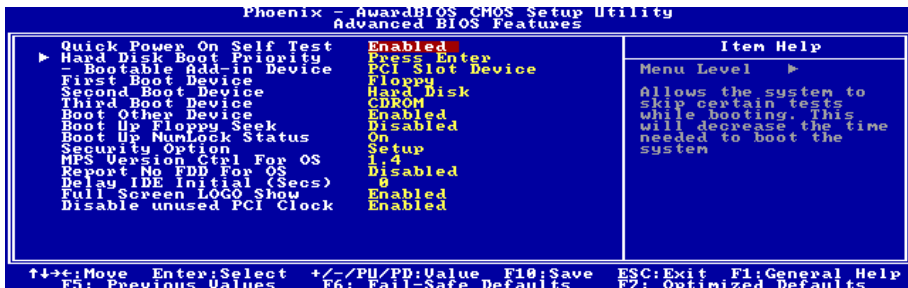 Phoenix - AwardBIOS CMOS Setup Utility
Advanced BIOS Features
Quick Power On Self Test Enabled
▶ Hard Disk Boot Priority Press Enter
- Bootable Add-in Device PCI Slot Device
First Boot Device Floppy
Second Boot Device Hard Disk
Third Boot Device CDROM
Boot Other Device Enabled
Boot Up Floppy Seek Disabled
Boot Up NumLock Status On
Security Option Setup
MPS Version Ctrl For OS 1.4
Report No FDD For OS Disabled
Delay IDE Initial (Secs) 0
Full Screen LOGO Show Enabled
Disable unused PCI Clock Enabled
Item Help
Menu Level ▶
Allows the system to
skip certain tests
while booting. This
will decrease the time
needed to boot the
system
↑↓→←:Move Enter:Select +/-/PU/PD:Value F10:Save ESC:Exit F1:General Help
F5: Previous Values F6: Fail-Safe Defaults F7: Optimized Defaults